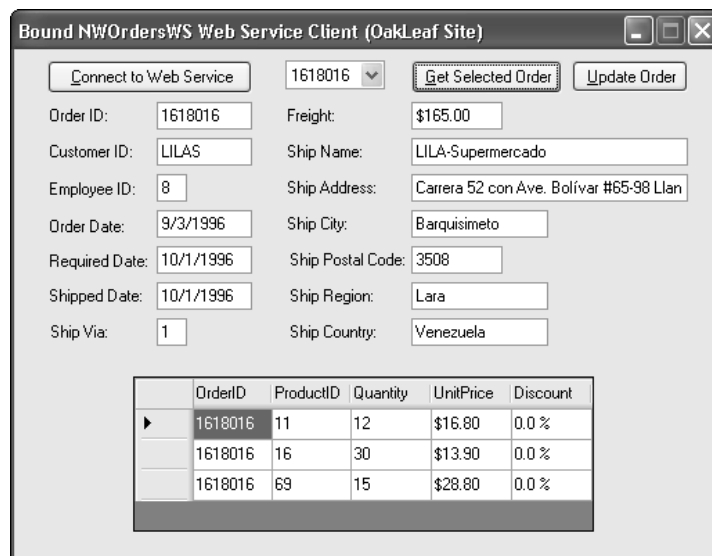 Bound NWOrdersWS Web Service Client (OakLeaf Site)
Connect to Web Service 1618016 Get Selected Order Update Order
Order ID: 1618016 Freight: $165.00
Customer ID: LILAS Ship Name: LILA-Supermercado
Employee ID: 8 Ship Address: Carrera 52 con Ave. Bolívar #65-98 Llan
Order Date: 9/3/1996 Ship City: Barquisimeto
Required Date: 10/1/1996 Ship Postal Code: 3508
Shipped Date: 10/1/1996 Ship Region: Lara
Ship Via: 1 Ship Country: Venezuela
OrderID ProductID Quantity UnitPrice Discount
1618016 11 12 $16.80 0.0 %
1618016 16 30 $13.90 0.0 %
1618016 69 15 $28.80 0.0 %